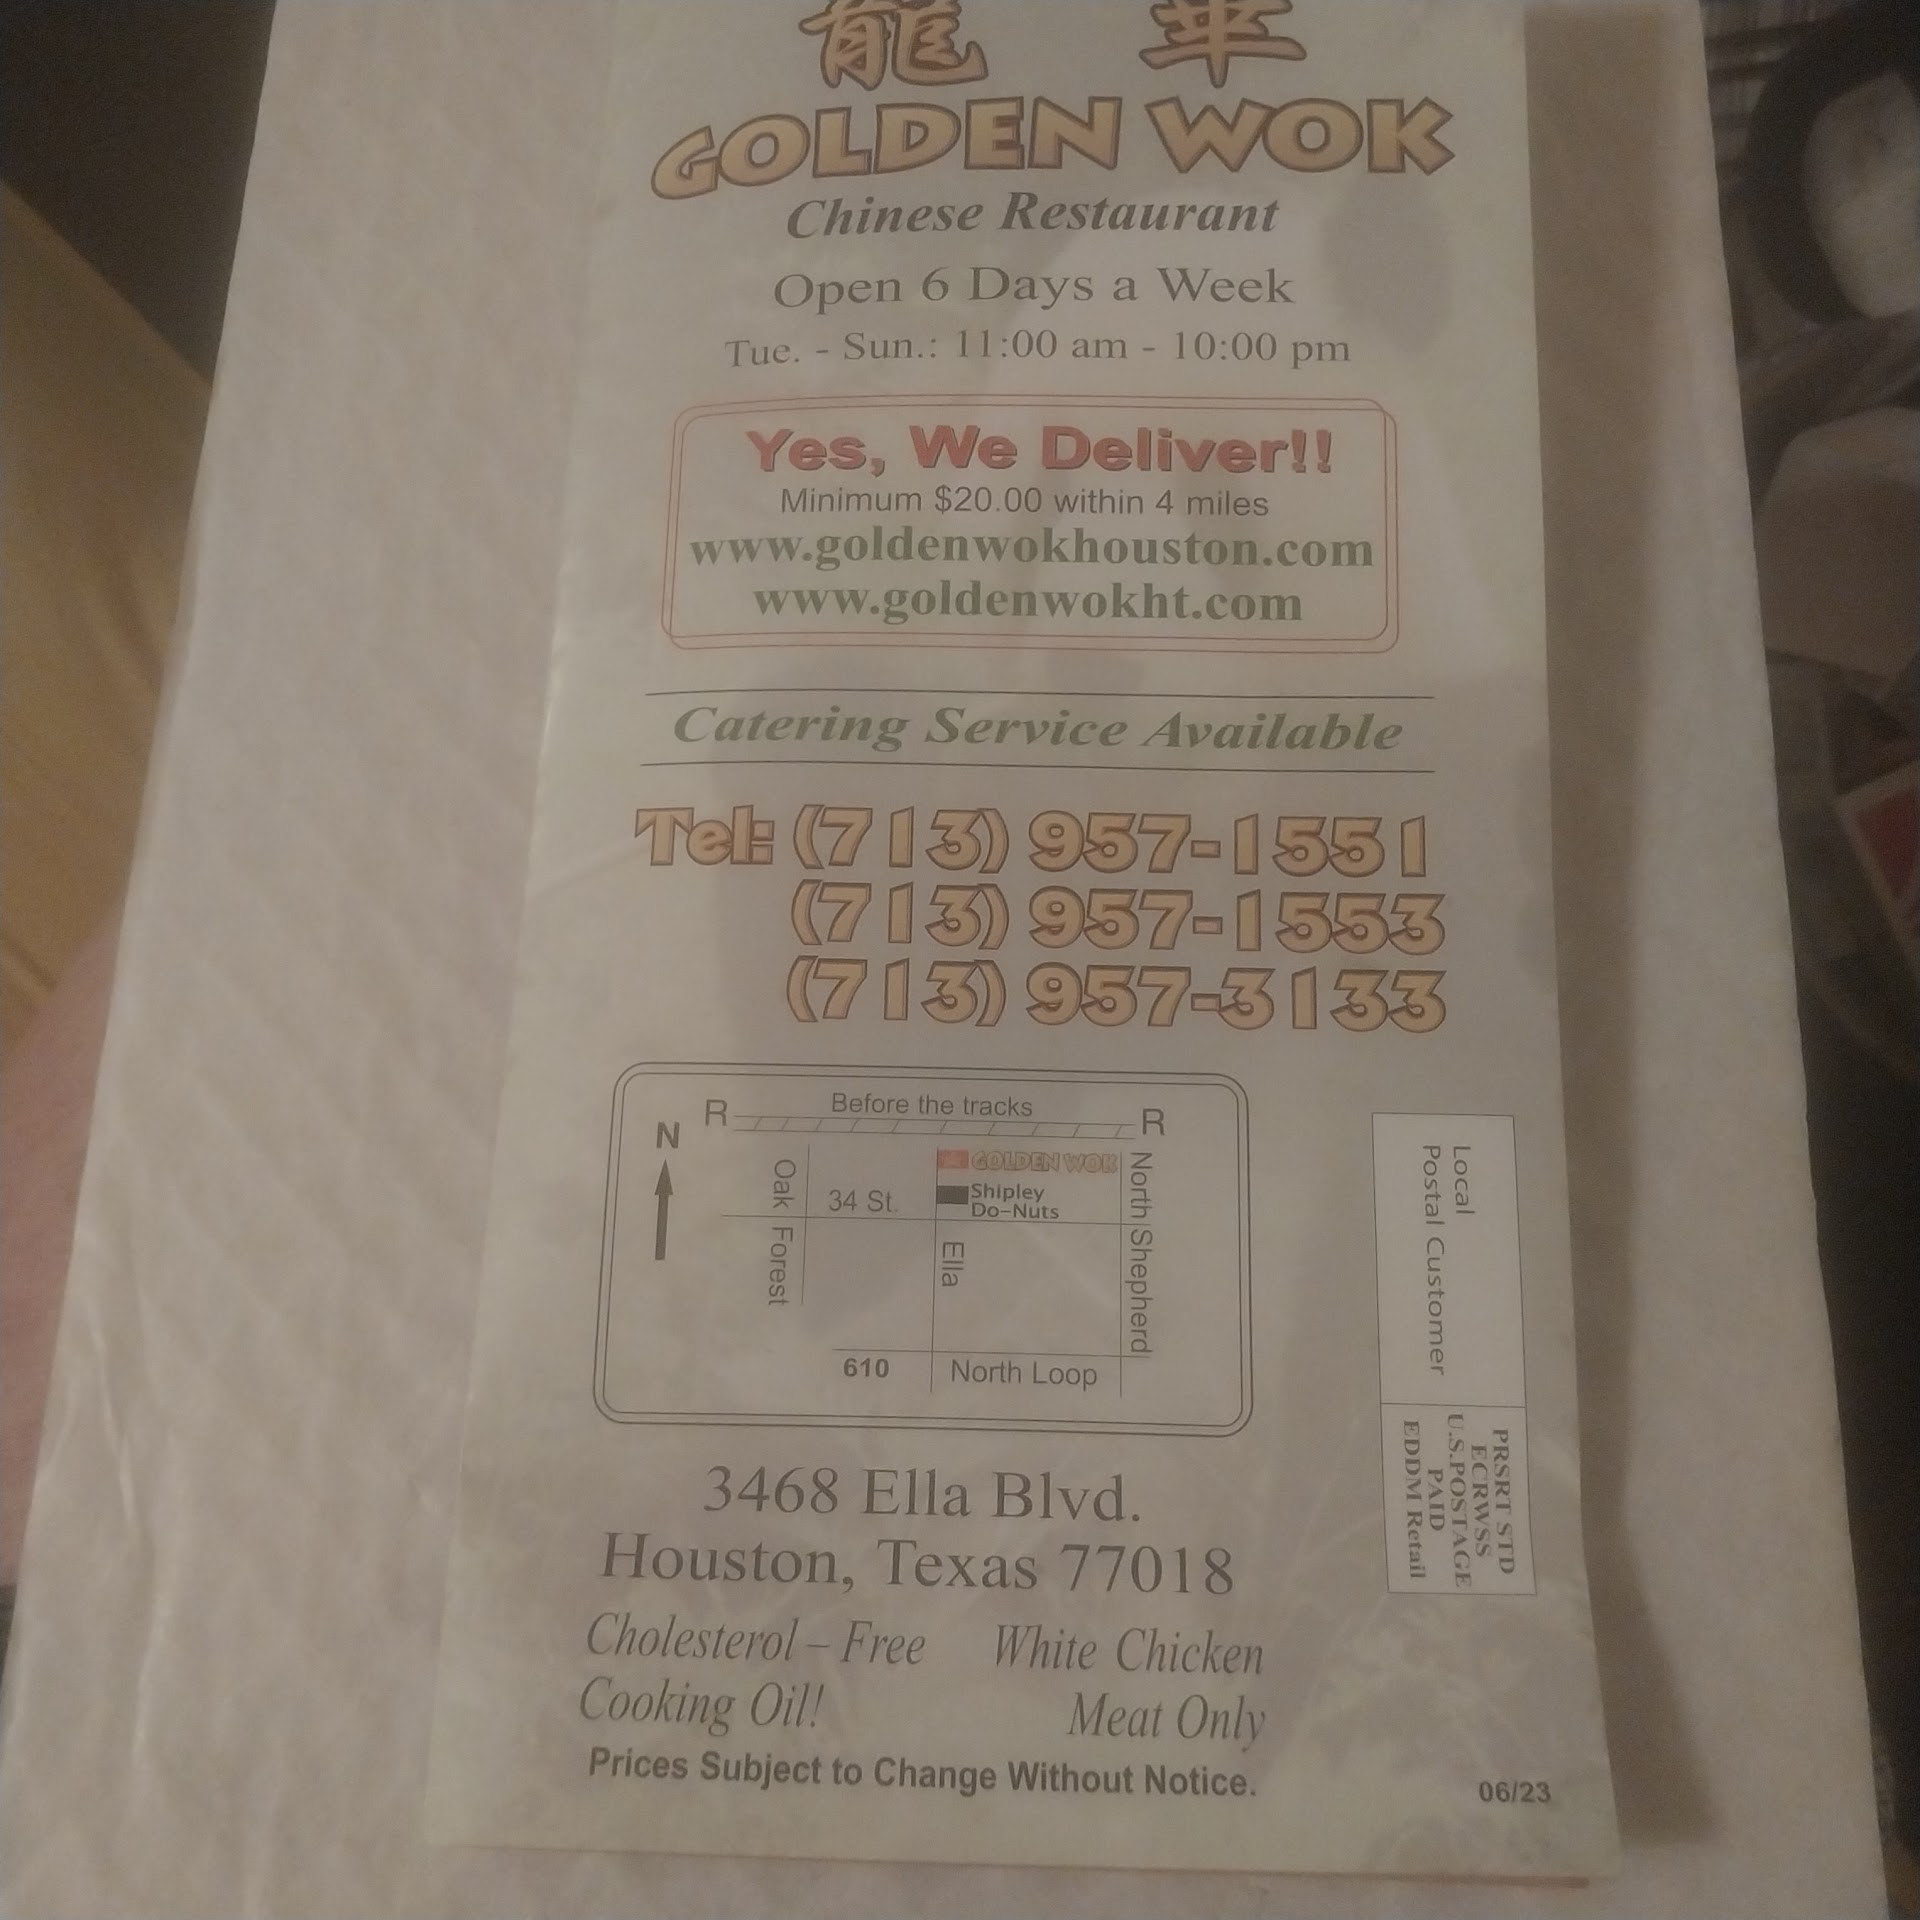 龍 華
GOLDEN WOK
Chinese Restaurant
Open 6 Days a Week
Tue. - Sun.: 11:00 am - 10:00 pm
Yes, We Deliver!!
Minimum $20.00 within 4 miles
www.goldenwokhouston.com
www.goldenwokht.com
Catering Service Available
Tel: (713) 957-1551
(713) 957-1553
(713) 957-3133
Before the tracks
R R
N
GOLDEN WOK
Shipley
Do-Nuts
34 St.
Oak Forest
Ella
North Shepherd
610 North Loop
Local
Postal Customer
PRSRT STD
ECRWSS
U.S.POSTAGE
PAID
EDDM Retail
3468 Ella Blvd.
Houston, Texas 77018
Cholesterol – Free White Chicken
Cooking Oil! Meat Only
Prices Subject to Change Without Notice.
06/23